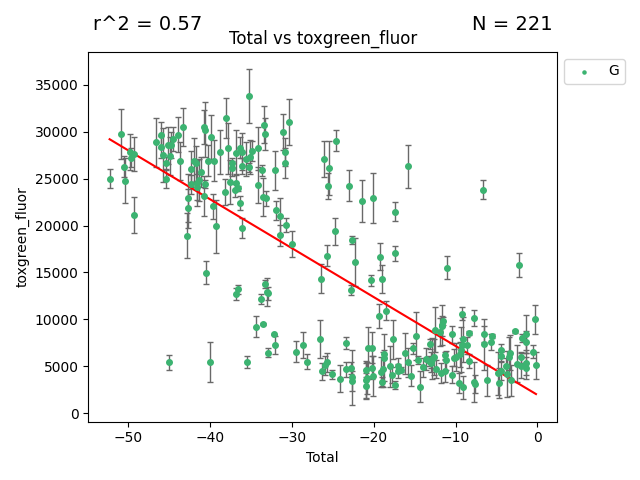 r^2 = 0.57 N = 221
Total vs toxgreen_fluor
G
toxgreen_fluor
35000
30000
25000
20000
15000
10000
5000
0
−50 −40 −30 −20 −10 0
Total